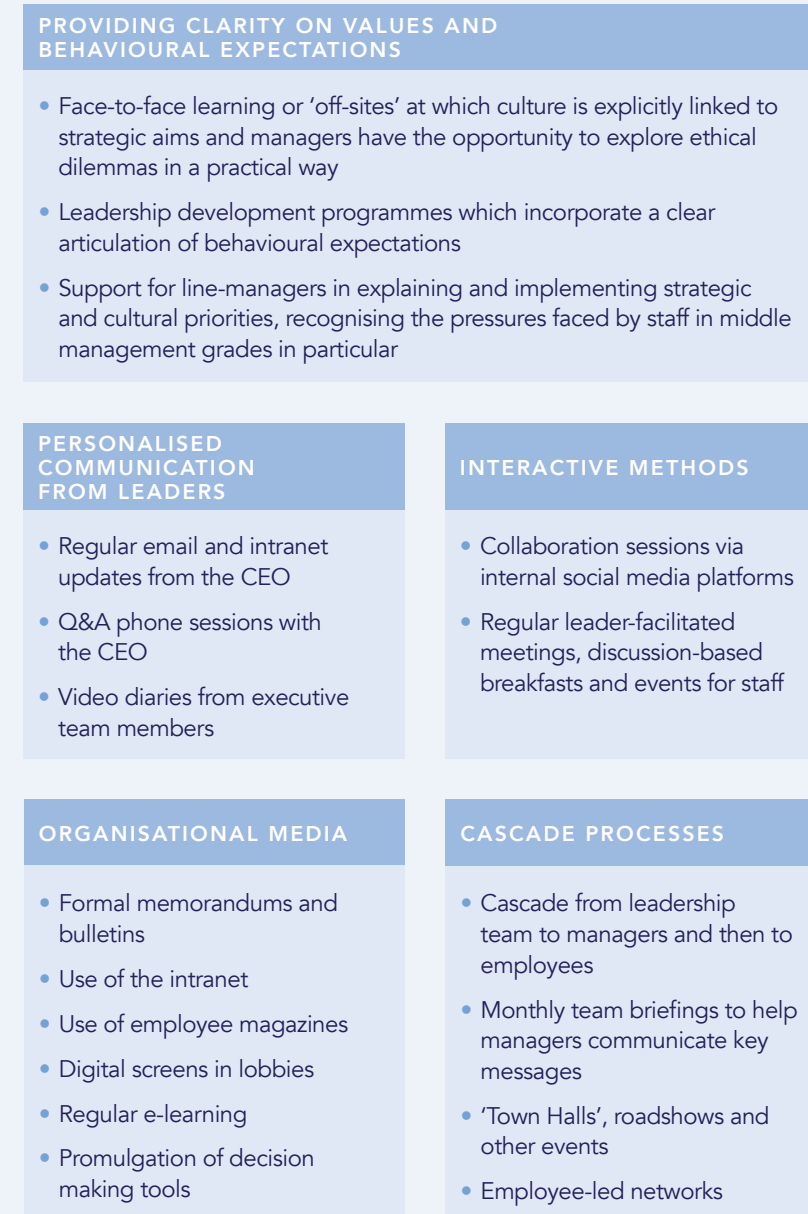 PROVIDING CLARITY ON VALUES AND
BEHAVIOURAL EXPECTATIONS
• Face-to-face learning or ‘off-sites’ at which culture is explicitly linked to
strategic aims and managers have the opportunity to explore ethical
dilemmas in a practical way
• Leadership development programmes which incorporate a clear
articulation of behavioural expectations
• Support for line-managers in explaining and implementing strategic
and cultural priorities, recognising the pressures faced by staff in middle
management grades in particular
PERSONALISED
COMMUNICATION
FROM LEADERS
• Regular email and intranet
updates from the CEO
• Q&A phone sessions with
the CEO
• Video diaries from executive
team members
INTERACTIVE METHODS
• Collaboration sessions via
internal social media platforms
• Regular leader-facilitated
meetings, discussion-based
breakfasts and events for staff
ORGANISATIONAL MEDIA
• Formal memorandums and
bulletins
• Use of the intranet
• Use of employee magazines
• Digital screens in lobbies
• Regular e-learning
• Promulgation of decision
making tools
CASCADE PROCESSES
• Cascade from leadership
team to managers and then to
employees
• Monthly team briefings to help
managers communicate key
messages
• ‘Town Halls’, roadshows and
other events
• Employee-led networks